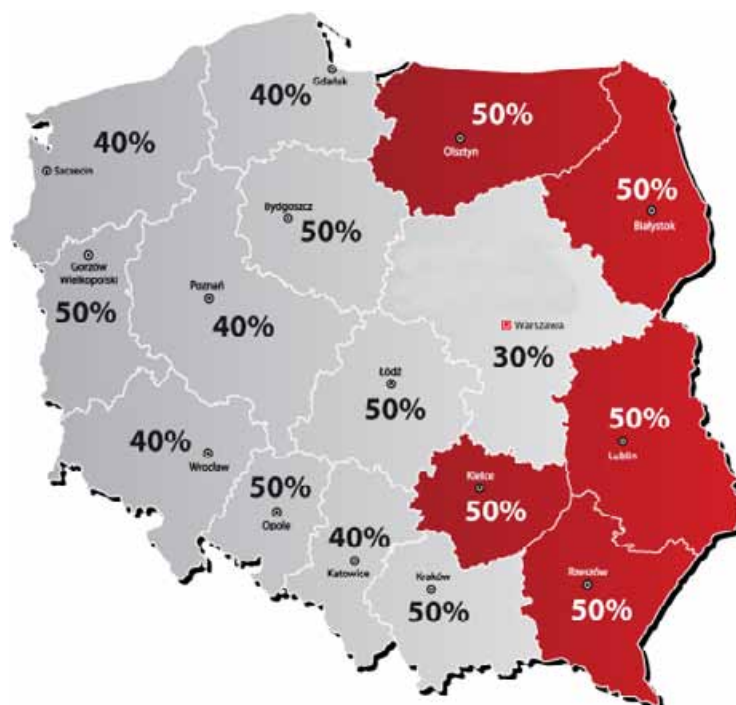 Gdańsk
40%
50%
Olsztyn
40%
Szczecin
50%
Białystok
Bydgoszcz
50%
Gorzów
Wielkopolski
50%
Poznań
40%
Warszawa
30%
Łódź
50%
50%
Lublin
40%
Wrocław
50%
Opole
Kielce
50%
40%
Katowice
Kraków
50%
Rzeszów
50%